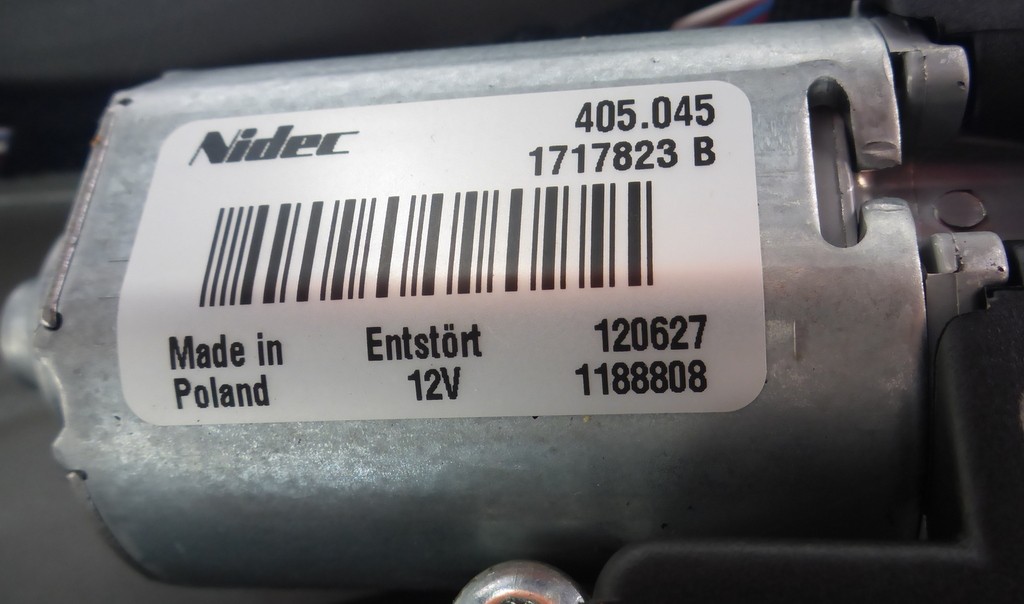 Nidec
405.045
1717823 B
Made in
Poland
Entstört
12V
120627
1188808